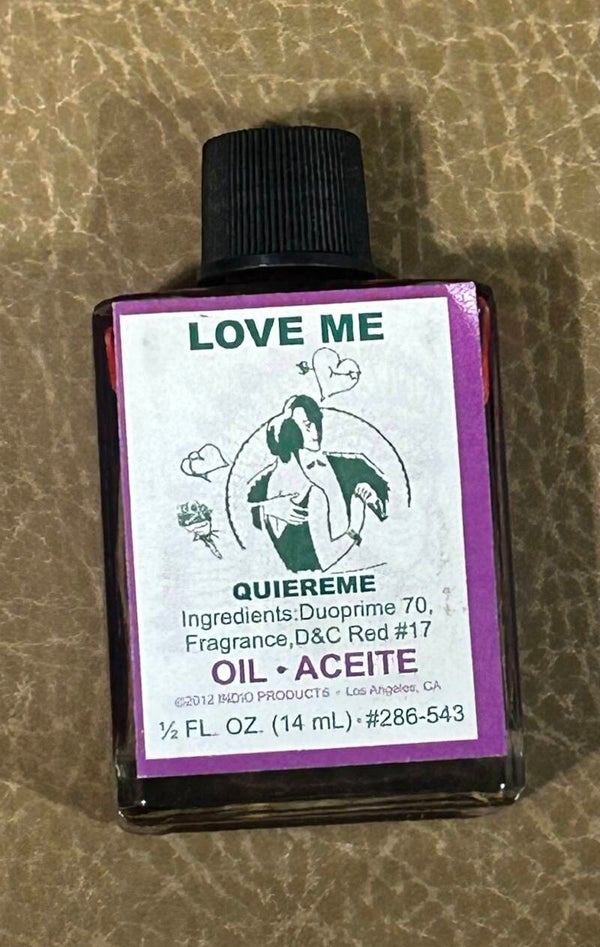 LOVE ME
QUIEREME
Ingredients:Duoprime 70,
Fragrance,D&C Red #17
OIL • ACEITE
©2012 PRODUCTS - Los Angeles, CA
½ FL. OZ. (14 mL) • #286-543